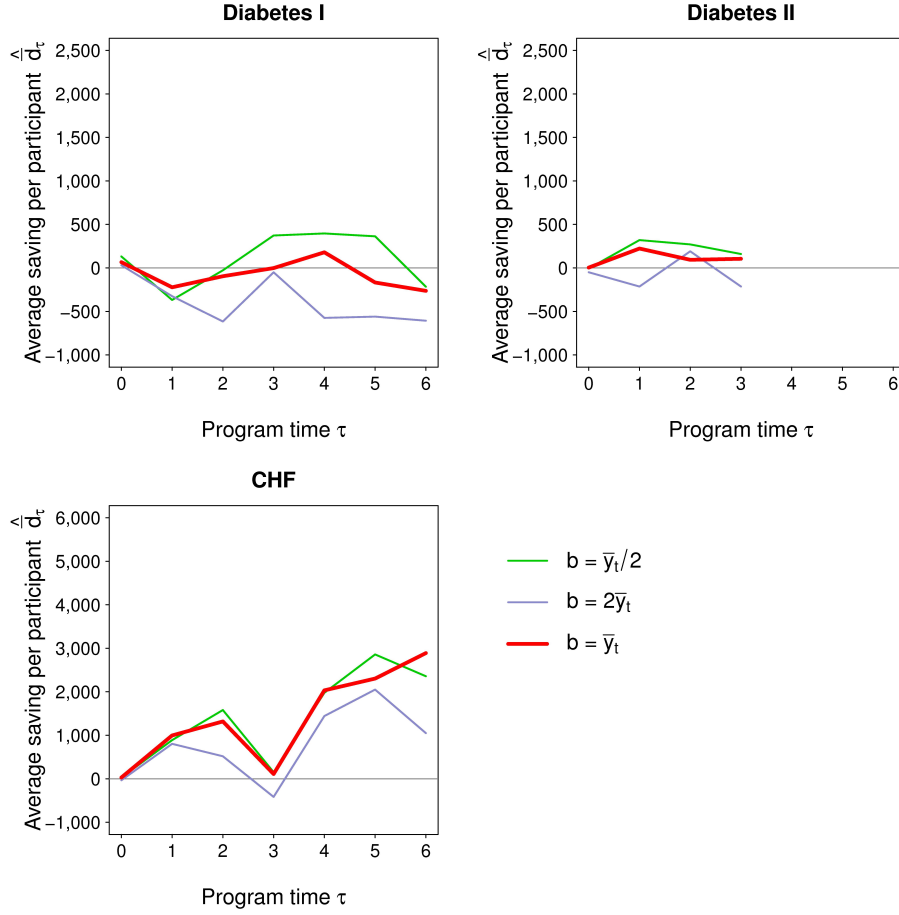 Diabetes I
Average saving per participant d̲̂τ
2,500
2,000
1,500
1,000
500
0
−500
−1,000
0 1 2 3 4 5 6
Program time τ
Diabetes II
Average saving per participant d̲̂τ
2,500
2,000
1,500
1,000
500
0
−500
−1,000
0 1 2 3 4 5 6
Program time τ
CHF
Average saving per participant d̲̂τ
6,000
5,000
4,000
3,000
2,000
1,000
0
−1,000
0 1 2 3 4 5 6
Program time τ
b = y̅t/2
b = 2y̅t
b = y̅t